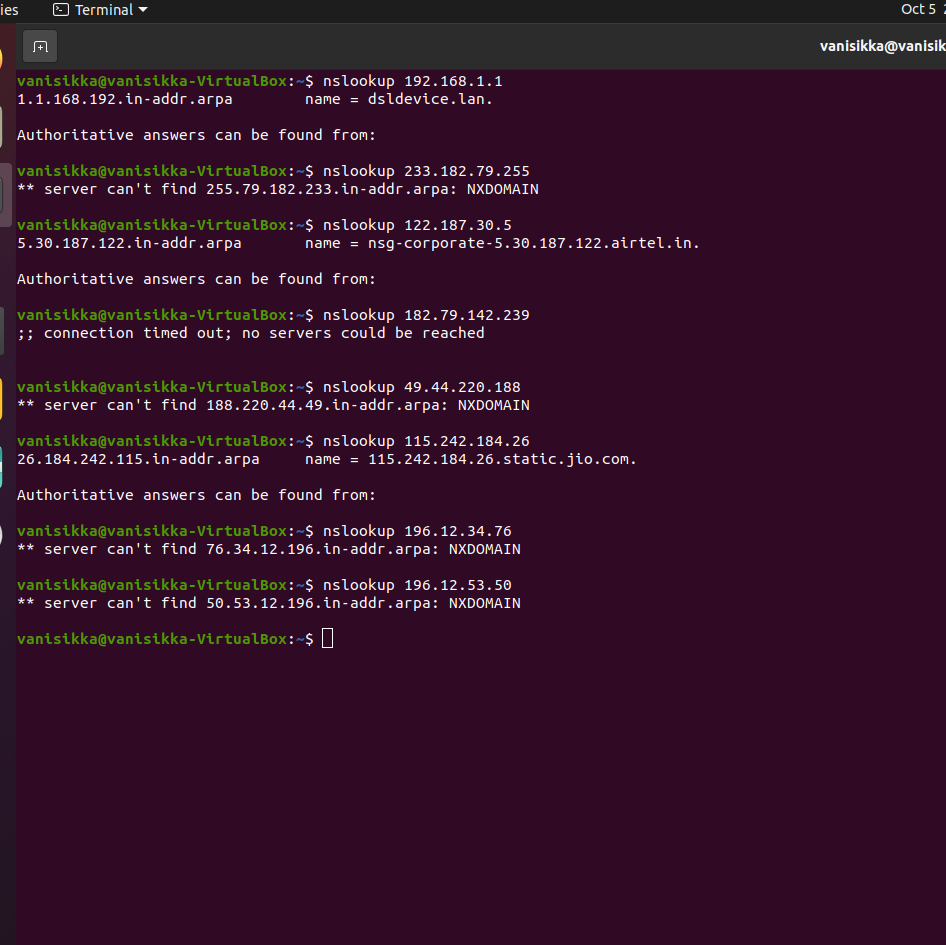 ies Terminal Oct 5
vanisikka@vanisik
vanisikka@vanisikka-VirtualBox:~$ nslookup 192.168.1.1
1.1.168.192.in-addr.arpa        name = dsldevice.lan.
Authoritative answers can be found from:
vanisikka@vanisikka-VirtualBox:~$ nslookup 233.182.79.255
** server can't find 255.79.182.233.in-addr.arpa: NXDOMAIN
vanisikka@vanisikka-VirtualBox:~$ nslookup 122.187.30.5
5.30.187.122.in-addr.arpa       name = nsg-corporate-5.30.187.122.airtel.in.
Authoritative answers can be found from:
vanisikka@vanisikka-VirtualBox:~$ nslookup 182.79.142.239
;; connection timed out; no servers could be reached
vanisikka@vanisikka-VirtualBox:~$ nslookup 49.44.220.188
** server can't find 188.220.44.49.in-addr.arpa: NXDOMAIN
vanisikka@vanisikka-VirtualBox:~$ nslookup 115.242.184.26
26.184.242.115.in-addr.arpa     name = 115.242.184.26.static.jio.com.
Authoritative answers can be found from:
vanisikka@vanisikka-VirtualBox:~$ nslookup 196.12.34.76
** server can't find 76.34.12.196.in-addr.arpa: NXDOMAIN
vanisikka@vanisikka-VirtualBox:~$ nslookup 196.12.53.50
** server can't find 50.53.12.196.in-addr.arpa: NXDOMAIN
vanisikka@vanisikka-VirtualBox:~$